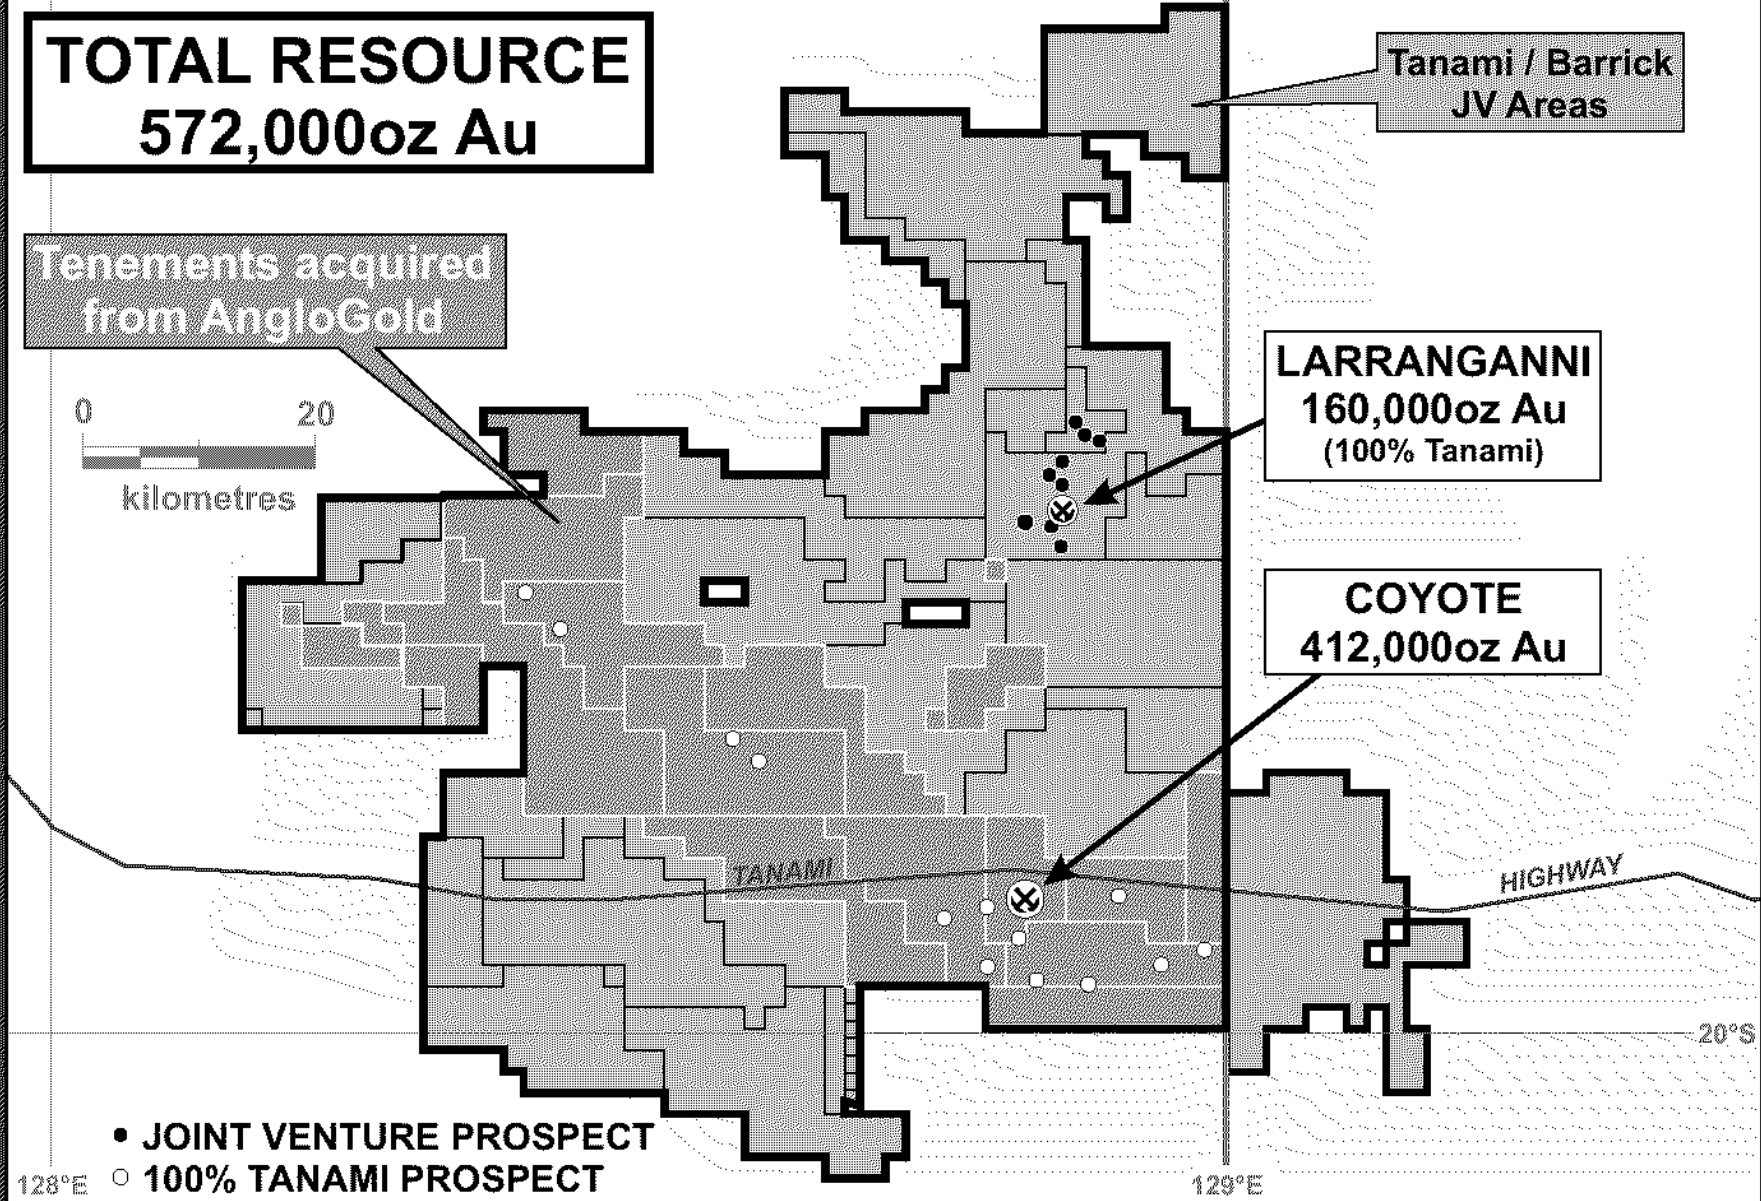 TOTAL RESOURCE
572,000oz Au
Tanami / Barrick
JV Areas
Tenements acquired
from AngloGold
0 20
kilometres
LARRANGANNI
160,000oz Au
(100% Tanami)
COYOTE
412,000oz Au
TANAMI
HIGHWAY
20°S
JOINT VENTURE PROSPECT
100% TANAMI PROSPECT
128°E
129°E